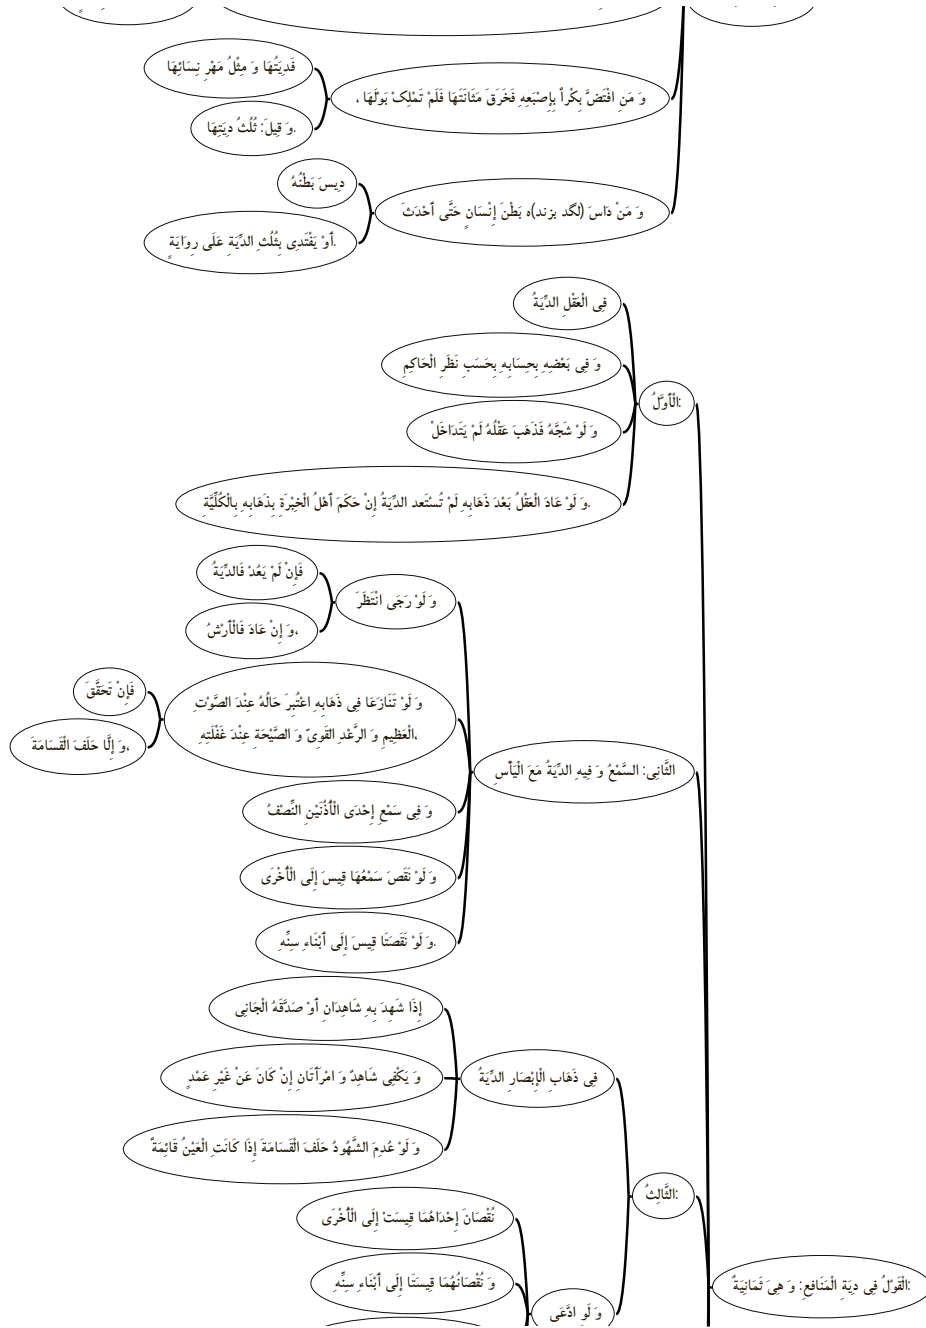 وَ مَنِ افْتَضَّ بِكْراً بِإِصْبَعِهِ فَخَرَقَ مَثَانَتَهَا فَلَمْ تَمْلِكْ بَوْلَهَا ،
فَدِيَتُهَا وَ مِثْلُ مَهْرِ نِسَائِهَا
وَ قِيلَ: ثُلُثُ دِيَتِهَا.
وَ مَنْ دَاسَ (لگد بزند)ه بَطْنَ إِنْسَانٍ حَتَّى أَحْدَثَ
دِيسَ بَطْنُهُ
أَوْ يَفْتَدِى بِثُلُثِ الدِّيَةِ عَلَى رِوَايَةٍ.
الْقَوْلُ فِى دِيَةِ الْمَنَافِعِ: وَ هِىَ ثَمَانِيَةٌ:
الْأَوَّلُ:
فِى الْعَقْلِ الدِّيَةُ
وَ فِى بَعْضِهِ بِحِسَابِهِ بِحَسَبِ نَظَرِ الْحَاكِمِ
وَ لَوْ شَجَّهُ فَذَهَبَ عَقْلُهُ لَمْ يَتَدَاخَلْ
وَ لَوْ عَادَ الْعَقْلُ بَعْدَ ذَهَابِهِ لَمْ تُسْتَعد الدِّيَةُ إِنْ حَكَمَ أَهْلُ الْخِبْرَةِ بِذَهَابِهِ بِالْكُلِّيَّةِ.
الثَّانِى: السَّمْعُ وَ فِيهِ الدِّيَةُ مَعَ الْيَأْسِ
وَ لَوْ رَجَى انْتَظَرَ
فَإِنْ لَمْ يَعُدْ فَالدِّيَةُ
وَ إِنْ عَادَ فَالْأَرْشُ،
وَ لَوْ تَنَازَعَا فِى ذَهَابِهِ اعْتُبِرَ حَالُهُ عِنْدَ الصَّوْتِ
الْعَظِيمِ وَ الرَّعْدِ القَوِىّ وَ الصَّيْحَةِ عِنْدَ غَفْلَتِهِ،
فَإِنْ تَحَقَّقَ
وَ إِلَّا حَلَفَ الْقَسَامَةَ،
وَ فِى سَمْعِ إِحْدَى الْأُذُنَيْنِ النِّصْفُ
وَ لَوْ نَقَصَ سَمْعُهَا قِيسَ إِلَى الْأُخْرَى
وَ لَوْ نَقَصَتَا قِيسَ إِلَى أَبْنَاءِ سِنِّهِ.
الثَّالِثُ:
فِى ذَهَابِ الْإِبْصَارِ الدِّيَةُ
إِذَا شَهِدَ بِهِ شَاهِدَانِ أَوْ صَدَّقَهُ الْجَانِى
وَ يَكْفِى شَاهِدٌ وَ امْرَأَتَانِ إِنْ كَانَ عَنْ غَيْرِ عَمْدٍ
وَ لَوْ عُدِمَ الشُّهُودُ حَلَفَ الْقَسَامَةَ إِذَا كَانَتِ الْعَيْنُ قَائِمَةً
وَ لَوِ ادَّعَى
نُقْصَانَ إِحْدَاهُمَا قِيسَتْ إِلَى الْأُخْرَى
وَ نُقْصَانُهُمَا قِيسَتَا إِلَى أَبْنَاءِ سِنِّهِ